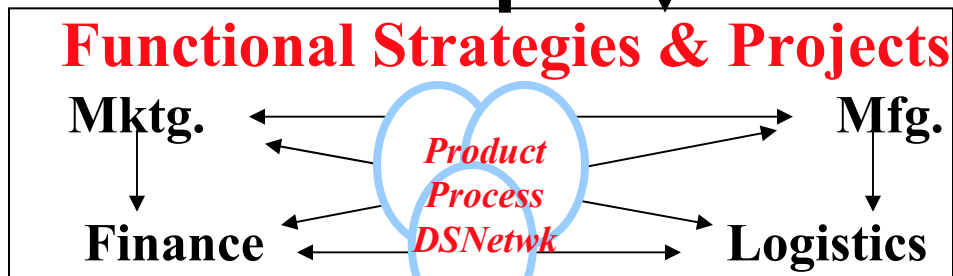 Functional Strategies & Projects
Mktg.
Mfg.
Product
Process
Finance
DSNetwk
Logistics